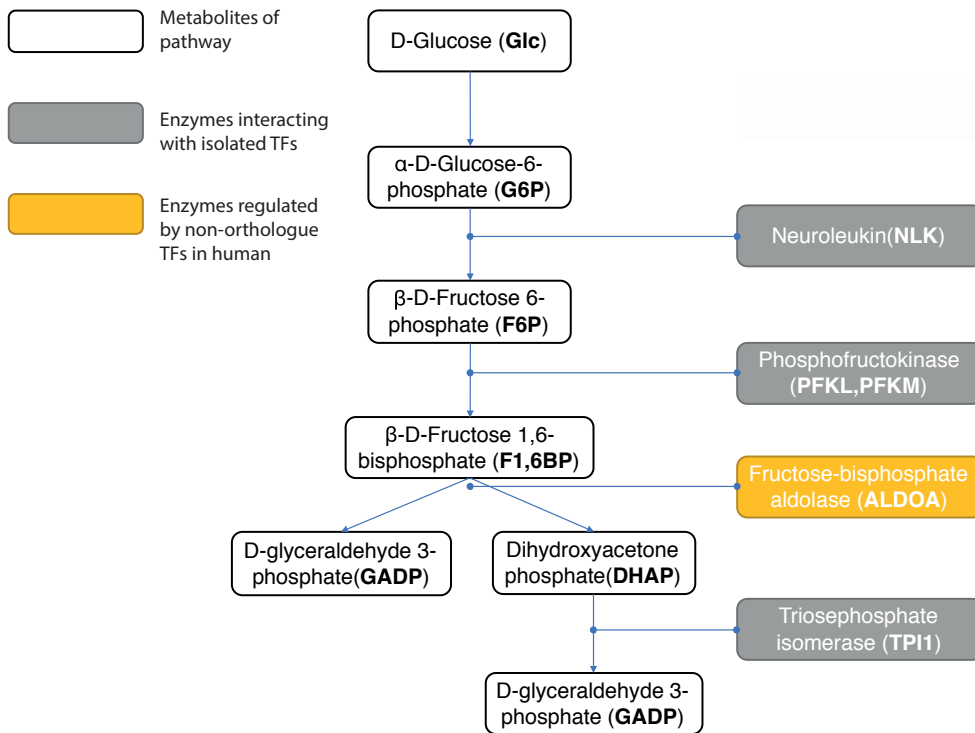 Metabolites of
pathway
Enzymes interacting
with isolated TFs
Enzymes regulated
by non-orthologue
TFs in human
D-Glucose (Glc)
α-D-Glucose-6-
phosphate (G6P)
Neuroleukin(NLK)
β-D-Fructose 6-
phosphate (F6P)
Phosphofructokinase
(PFKL,PFKM)
β-D-Fructose 1,6-
bisphosphate (F1,6BP)
Fructose-bisphosphate
aldolase (ALDOA)
D-glyceraldehyde 3-
phosphate(GADP)
Dihydroxyacetone
phosphate(DHAP)
Triosephosphate
isomerase (TPI1)
D-glyceraldehyde 3-
phosphate (GADP)